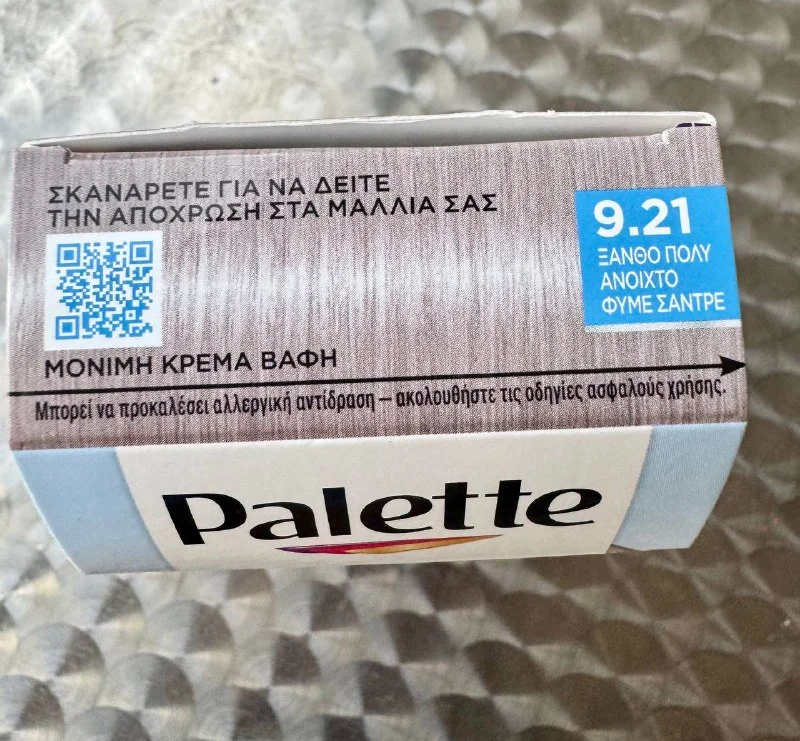 ΣΚΑΝΑΡΕΤΕ ΓΙΑ ΝΑ ΔΕΙΤΕ
ΤΗΝ ΑΠΟΧΡΩΣΗ ΣΤΑ ΜΑΛΛΙΑ ΣΑΣ
9.21
ΞΑΝΘΟ ΠΟΛΥ
ΑΝΟΙΧΤΟ
ΦΥΜΕ ΣΑΝΤΡΕ
ΜΟΝΙΜΗ ΚΡΕΜΑ ΒΑΦΗ
Μπορεί να προκαλέσει αλλεργική αντίδραση – ακολουθήστε τις οδηγίες ασφαλούς χρήσης.
Palette